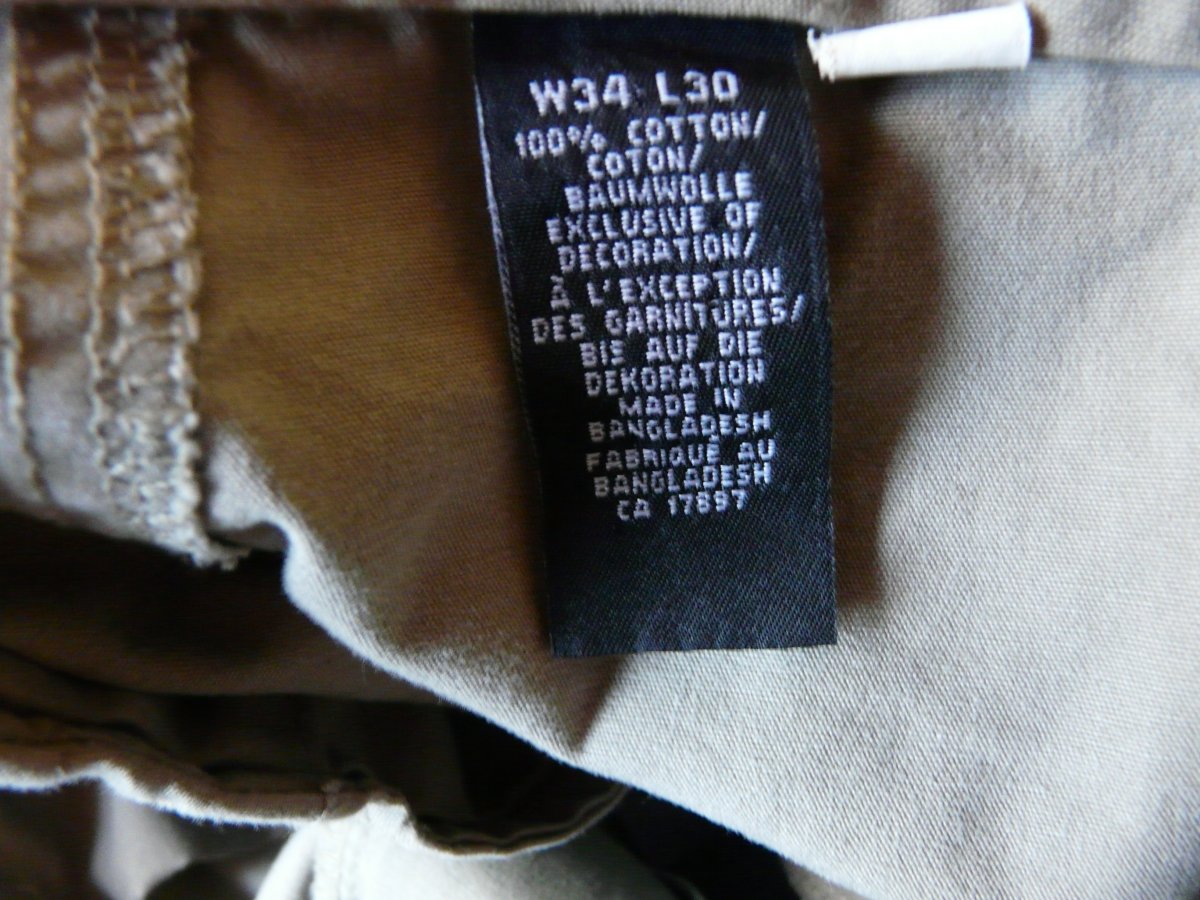 W34 L30
100% COTTON/
COTON/
BAUMWOLLE
EXCLUSIVE OF
DECORATION/
À L'EXCEPTION
DES GARNITURES/
BIS AUF DIE
DEKORATION
MADE IN
BANGLADESH
FABRIQUÉ AU
BANGLADESH
CA 17897